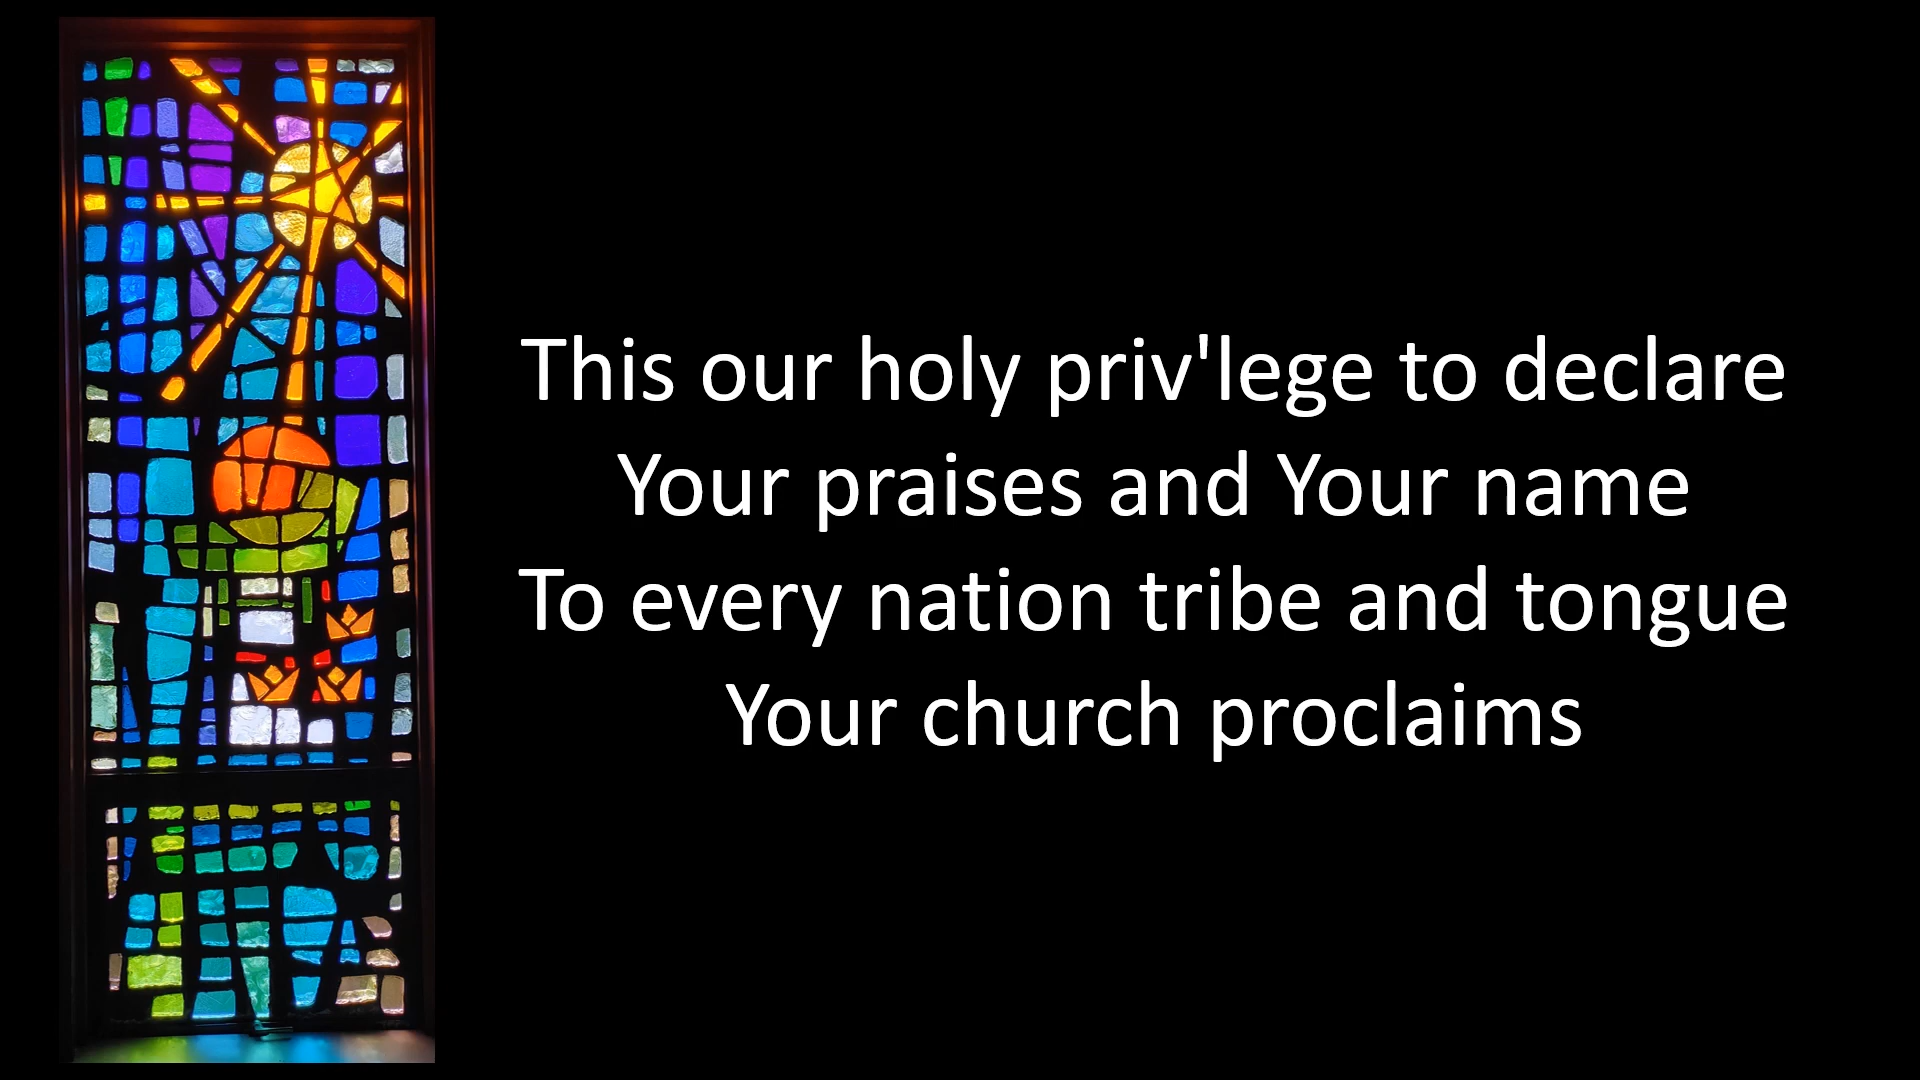 This our holy priv'lege to declare
Your praises and Your name
To every nation tribe and tongue
Your church proclaims